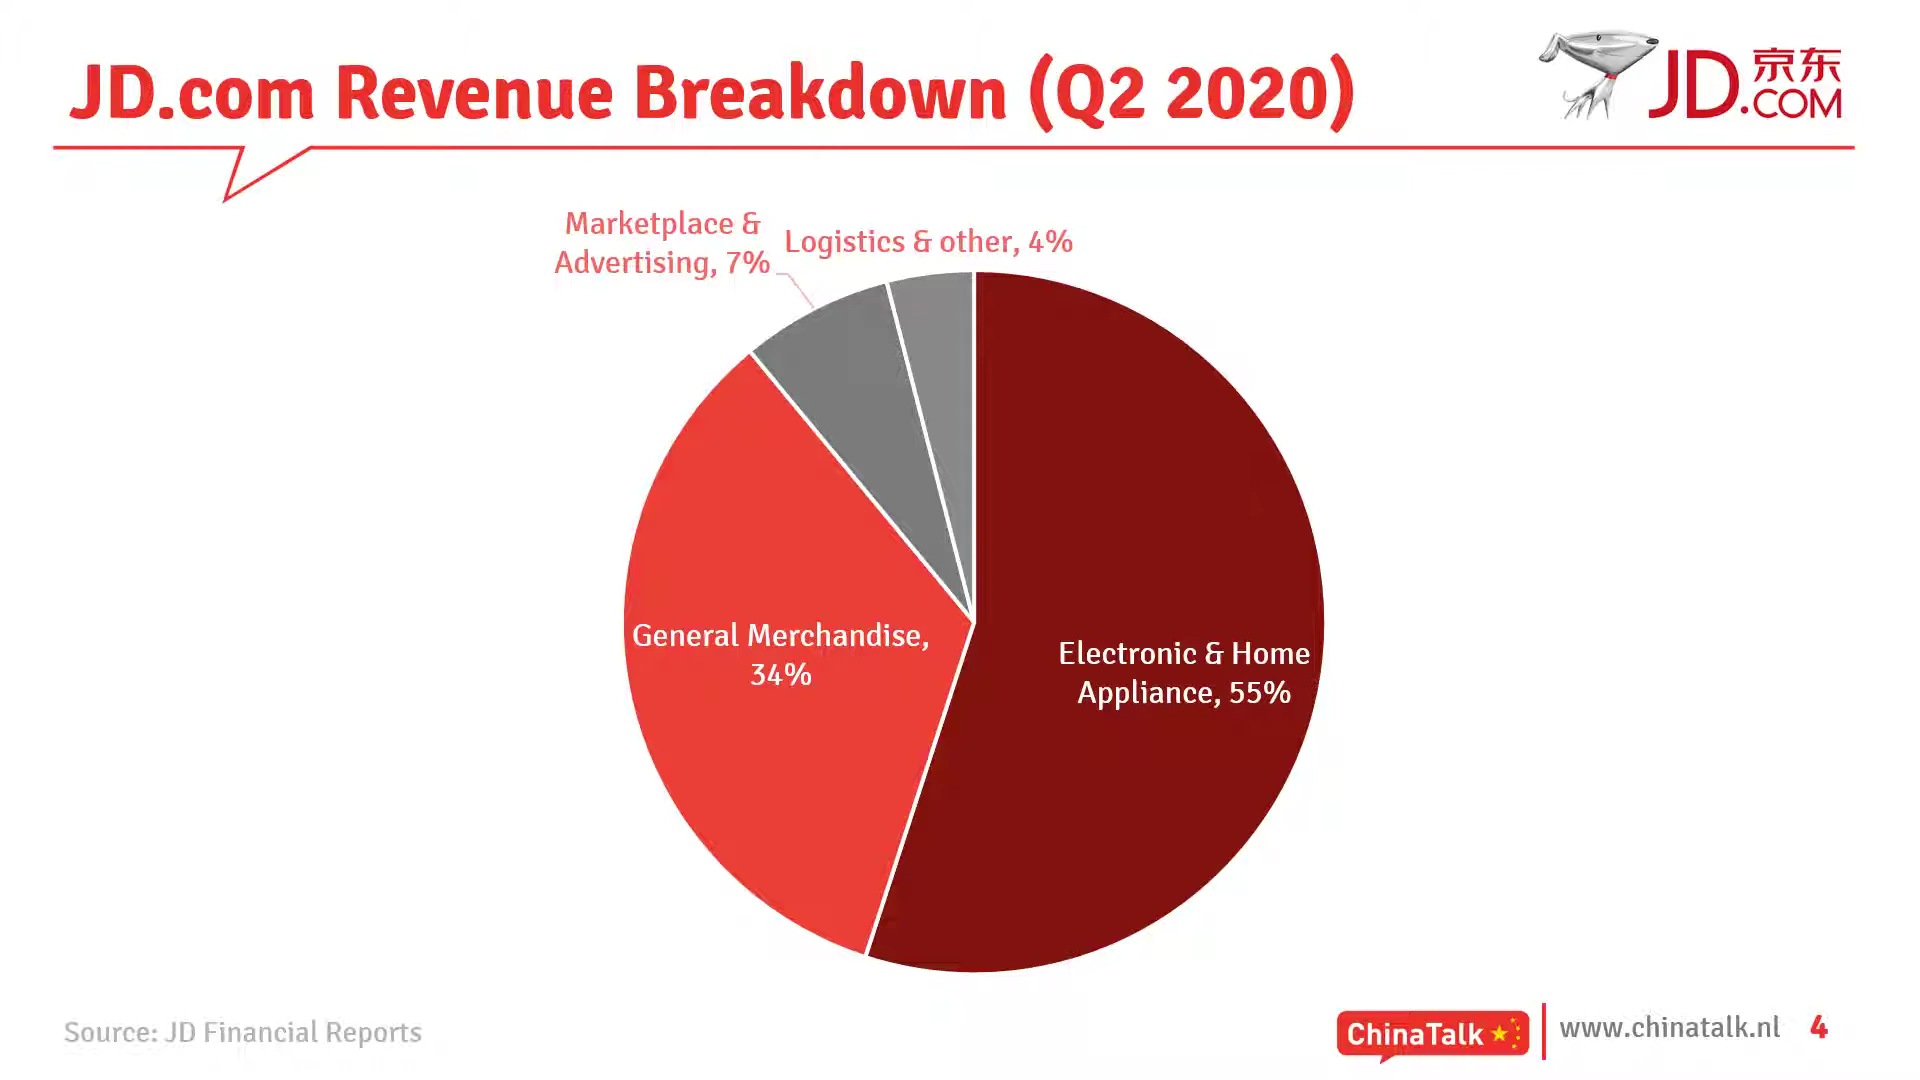 JD.com Revenue Breakdown (Q2 2020)
JD.京东
.COM
Marketplace &
Advertising, 7%
Logistics & other, 4%
General Merchandise,
34%
Electronic & Home
Appliance, 55%
Source: JD Financial Reports
ChinaTalk
www.chinatalk.nl
4